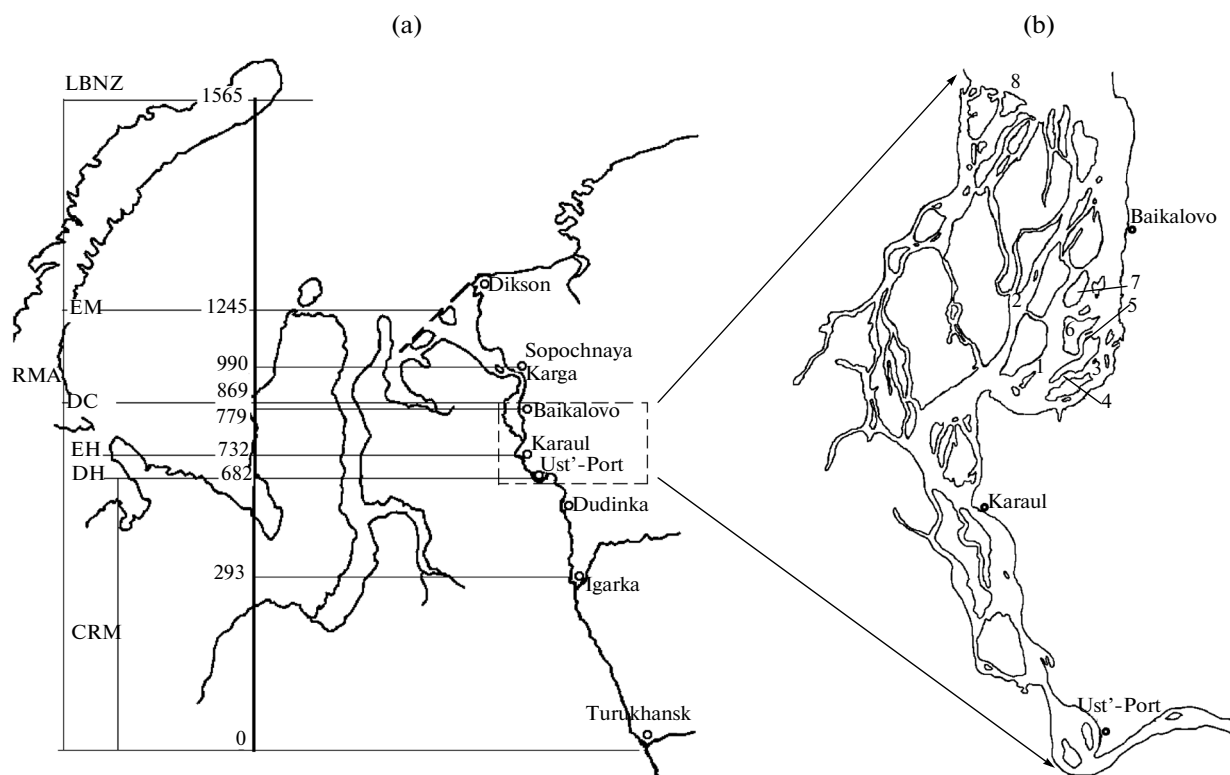 (a)
(b)
LBNZ
1565
8
Baikalovo
Dikson
EM
1245
7
2
5
6
Sopochnaya
Karga
990
RMA
1
3
869
DC
4
779
Baikalovo
EH
732
Karaul
Ust’-Port
DH
682
Dudinka
Karaul
293
Igarka
CRM
Turukhansk
Ust’-Port
0